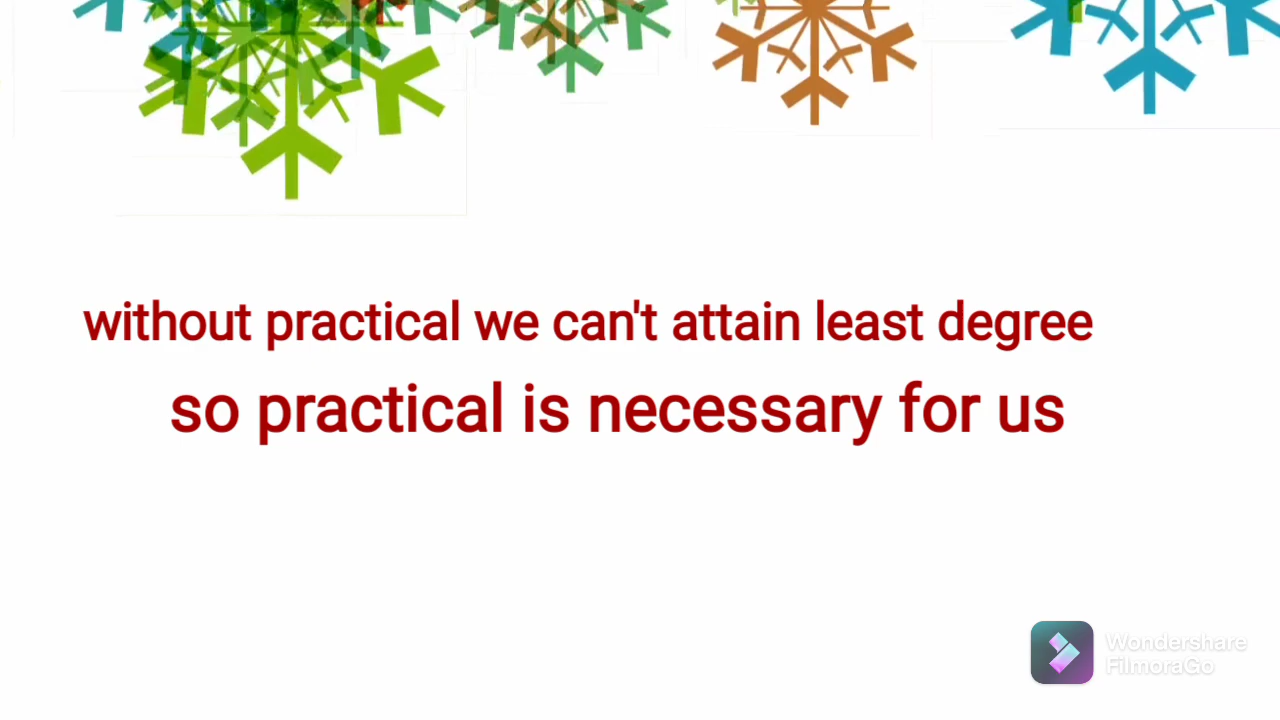 without practical we can't attain least degree
so practical is necessary for us
Wondershare
FilmoraGo